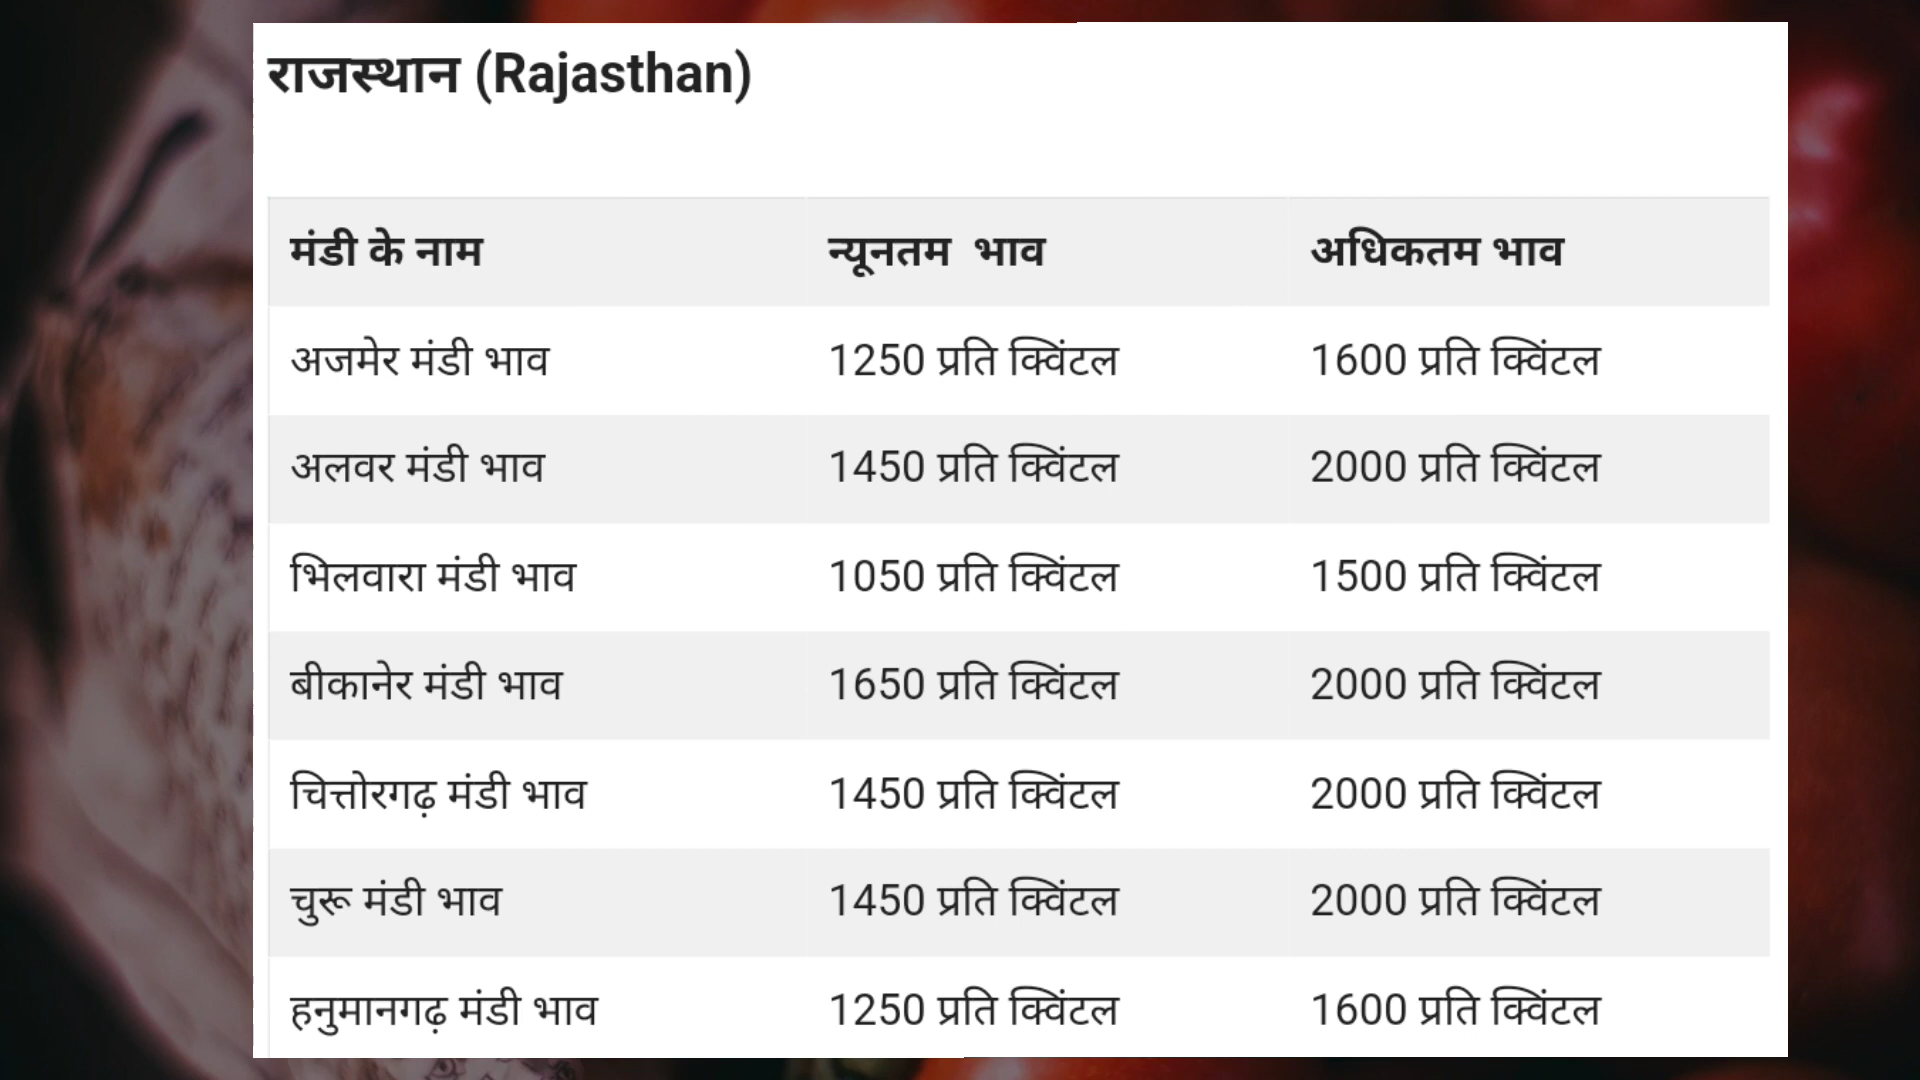 राजस्थान (Rajasthan)
मंडी के नाम न्यूनतम भाव अधिकतम भाव
अजमेर मंडी भाव 1250 प्रति क्विंटल 1600 प्रति क्विंटल
अलवर मंडी भाव 1450 प्रति क्विंटल 2000 प्रति क्विंटल
भिलवारा मंडी भाव 1050 प्रति क्विंटल 1500 प्रति क्विंटल
बीकानेर मंडी भाव 1650 प्रति क्विंटल 2000 प्रति क्विंटल
चित्तोरगढ़ मंडी भाव 1450 प्रति क्विंटल 2000 प्रति क्विंटल
चुरू मंडी भाव 1450 प्रति क्विंटल 2000 प्रति क्विंटल
हनुमानगढ़ मंडी भाव 1250 प्रति क्विंटल 1600 प्रति क्विंटल